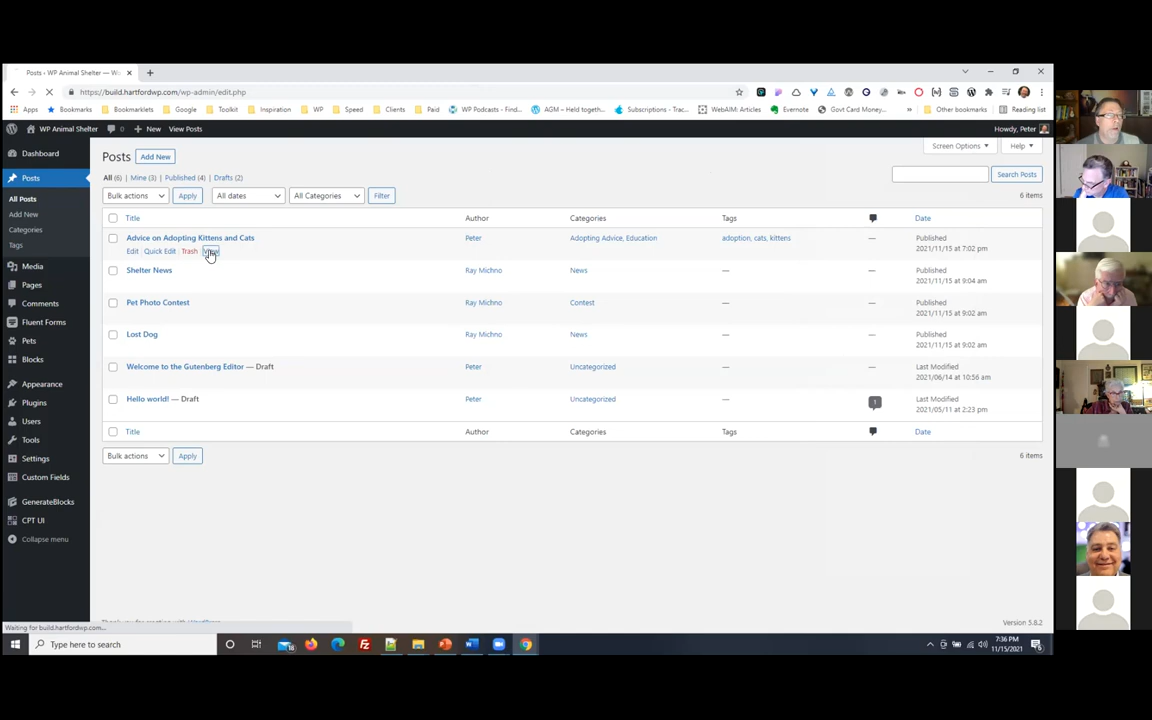 Posts ‹ WP Animal Shelter — Wo
https://build.hartfordwp.com/wp-admin/edit.php
Apps Bookmarks Bookmarklets Google Toolkit Inspiration WP Speed Clients Paid WP Podcasts - Find... AGM – Held togeth... Subscriptions - Trac... WebAIM: Articles Evernote Govt Card Money... » Other bookmarks Reading list
WP Animal Shelter 0 + New View Posts Howdy, Peter
Dashboard
Posts
All Posts
Add New
Categories
Tags
Media
Pages
Comments
Fluent Forms
Pets
Blocks
Appearance
Plugins
Users
Tools
Settings
Custom Fields
GenerateBlocks
CPT UI
Collapse menu
Posts Add New Screen Options Help
All (6) | Mine (3) | Published (4) | Drafts (2) Search Posts
Bulk actions Apply All dates All Categories Filter 6 items
Title Author Categories Tags Date
Advice on Adopting Kittens and Cats Peter Adopting Advice, Education adoption, cats, kittens — Published
Edit | Quick Edit | Trash | 2021/11/15 at 7:02 pm
Shelter News Ray Michno News — — Published
2021/11/15 at 9:04 am
Pet Photo Contest Ray Michno Contest — — Published
2021/11/15 at 9:02 am
Lost Dog Ray Michno News — — Published
2021/11/15 at 9:02 am
Welcome to the Gutenberg Editor — Draft Peter Uncategorized — — Last Modified
2021/06/14 at 10:56 am
Hello world! — Draft Peter Uncategorized — 1 Last Modified
2021/05/11 at 2:23 pm
Title Author Categories Tags Date
Bulk actions Apply 6 items
Version 5.8.2
Waiting for build.hartfordwp.com...
Type here to search
7:36 PM
11/15/2021